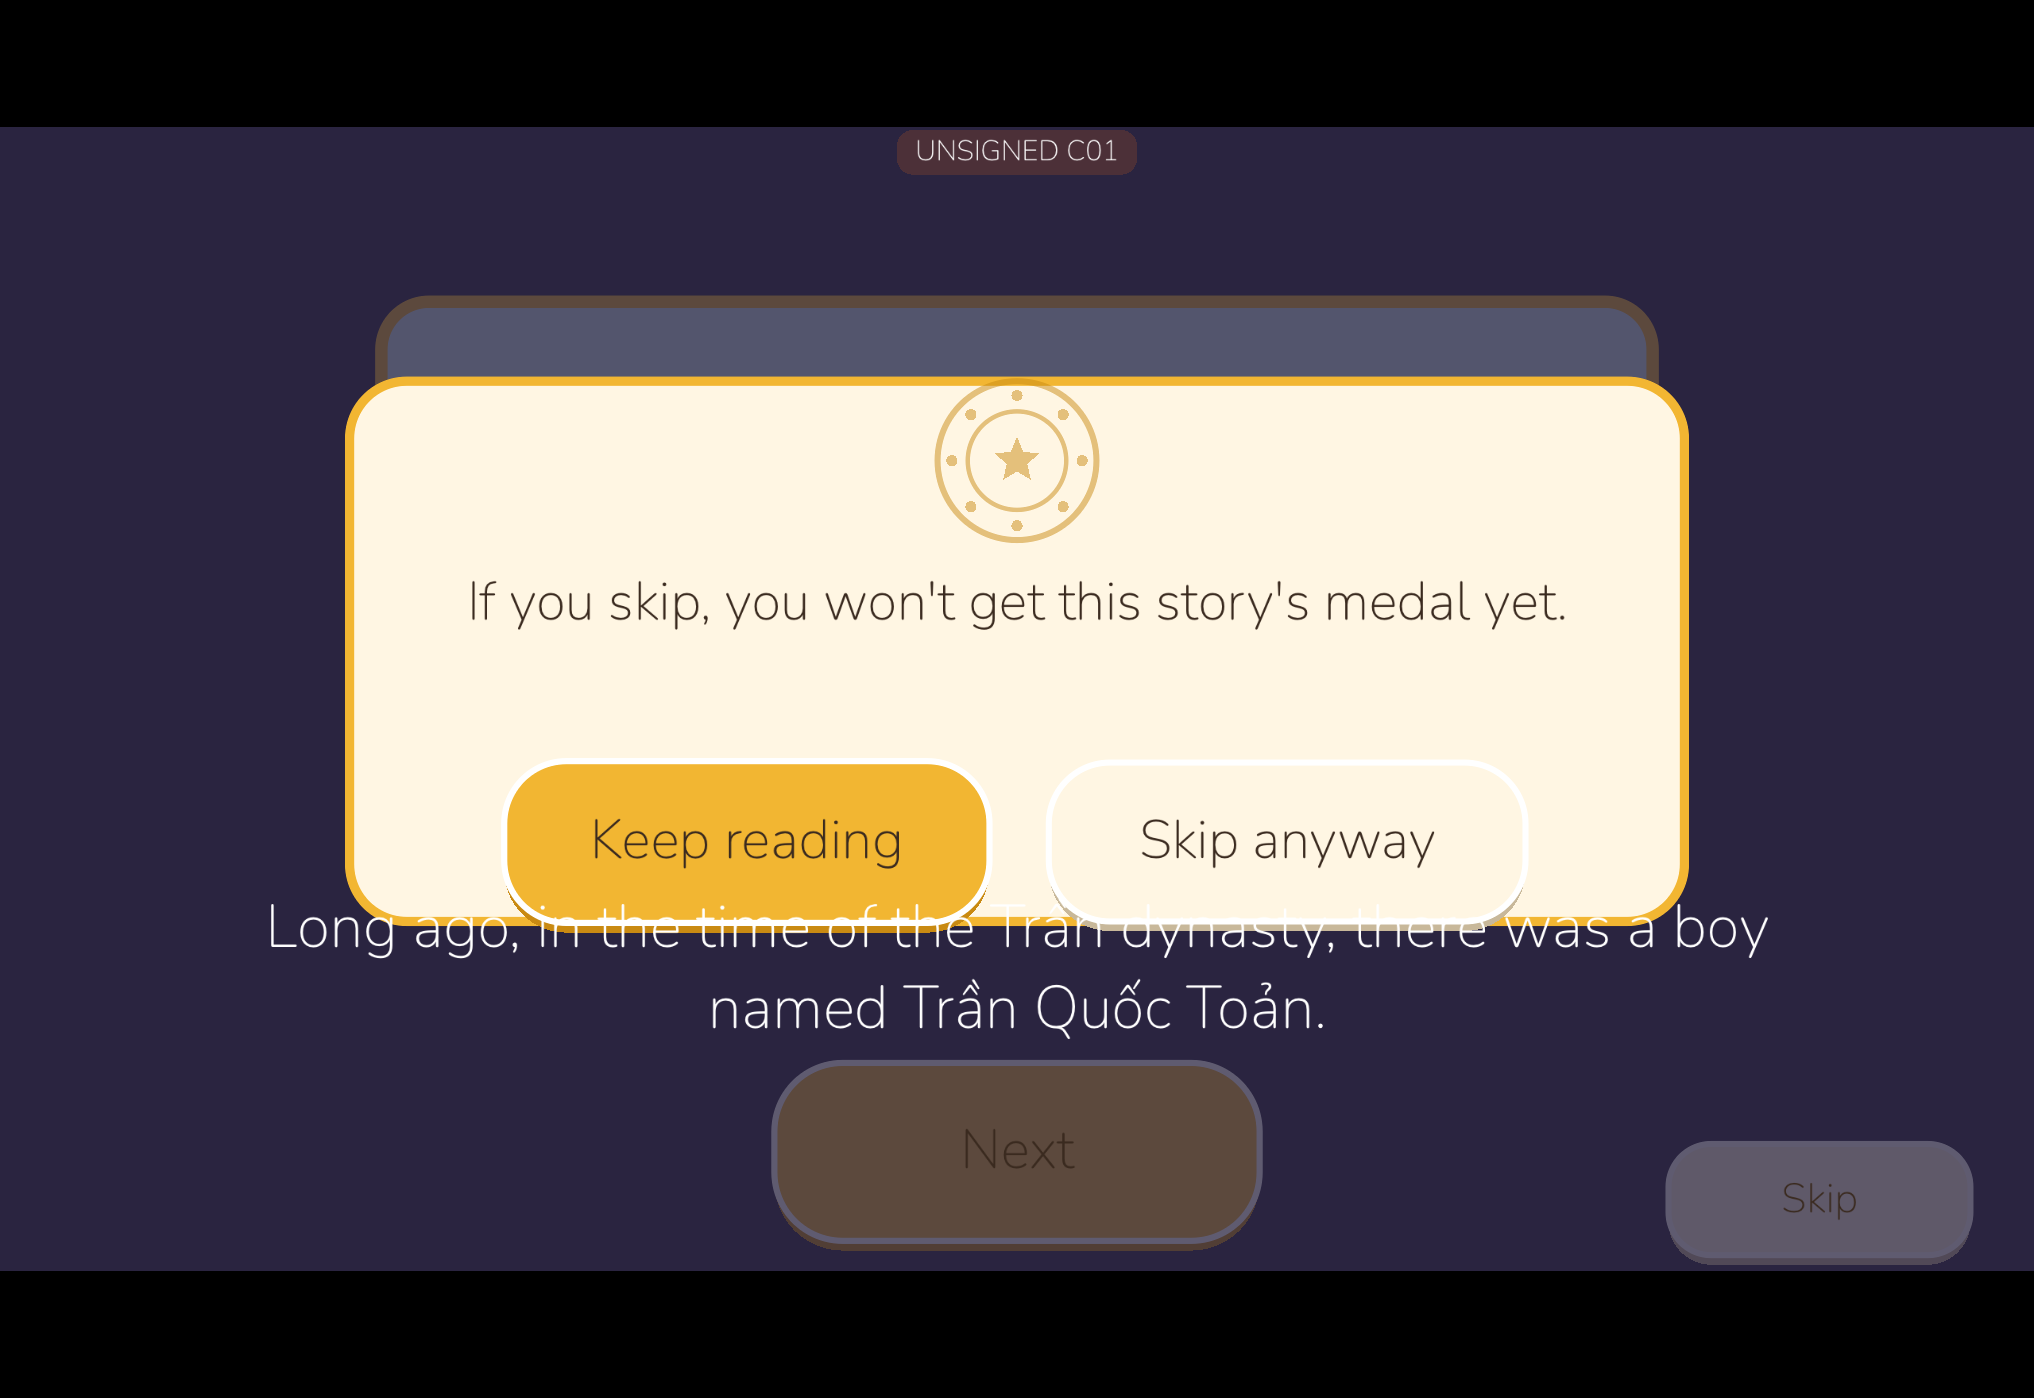 UNSIGNED C01
If you skip, you won't get this story's medal yet.
Keep reading
Skip anyway
Long ago, in the time of the Trần dynasty, there was a boy
named Trần Quốc Toản.
Next
Skip